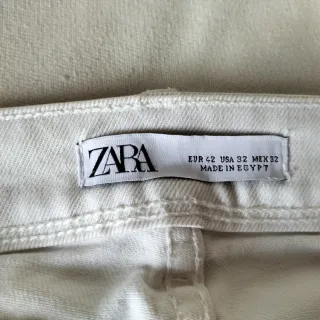 ZARA
EUR 42 USA 32 MEX 32
MADE IN EGYPT